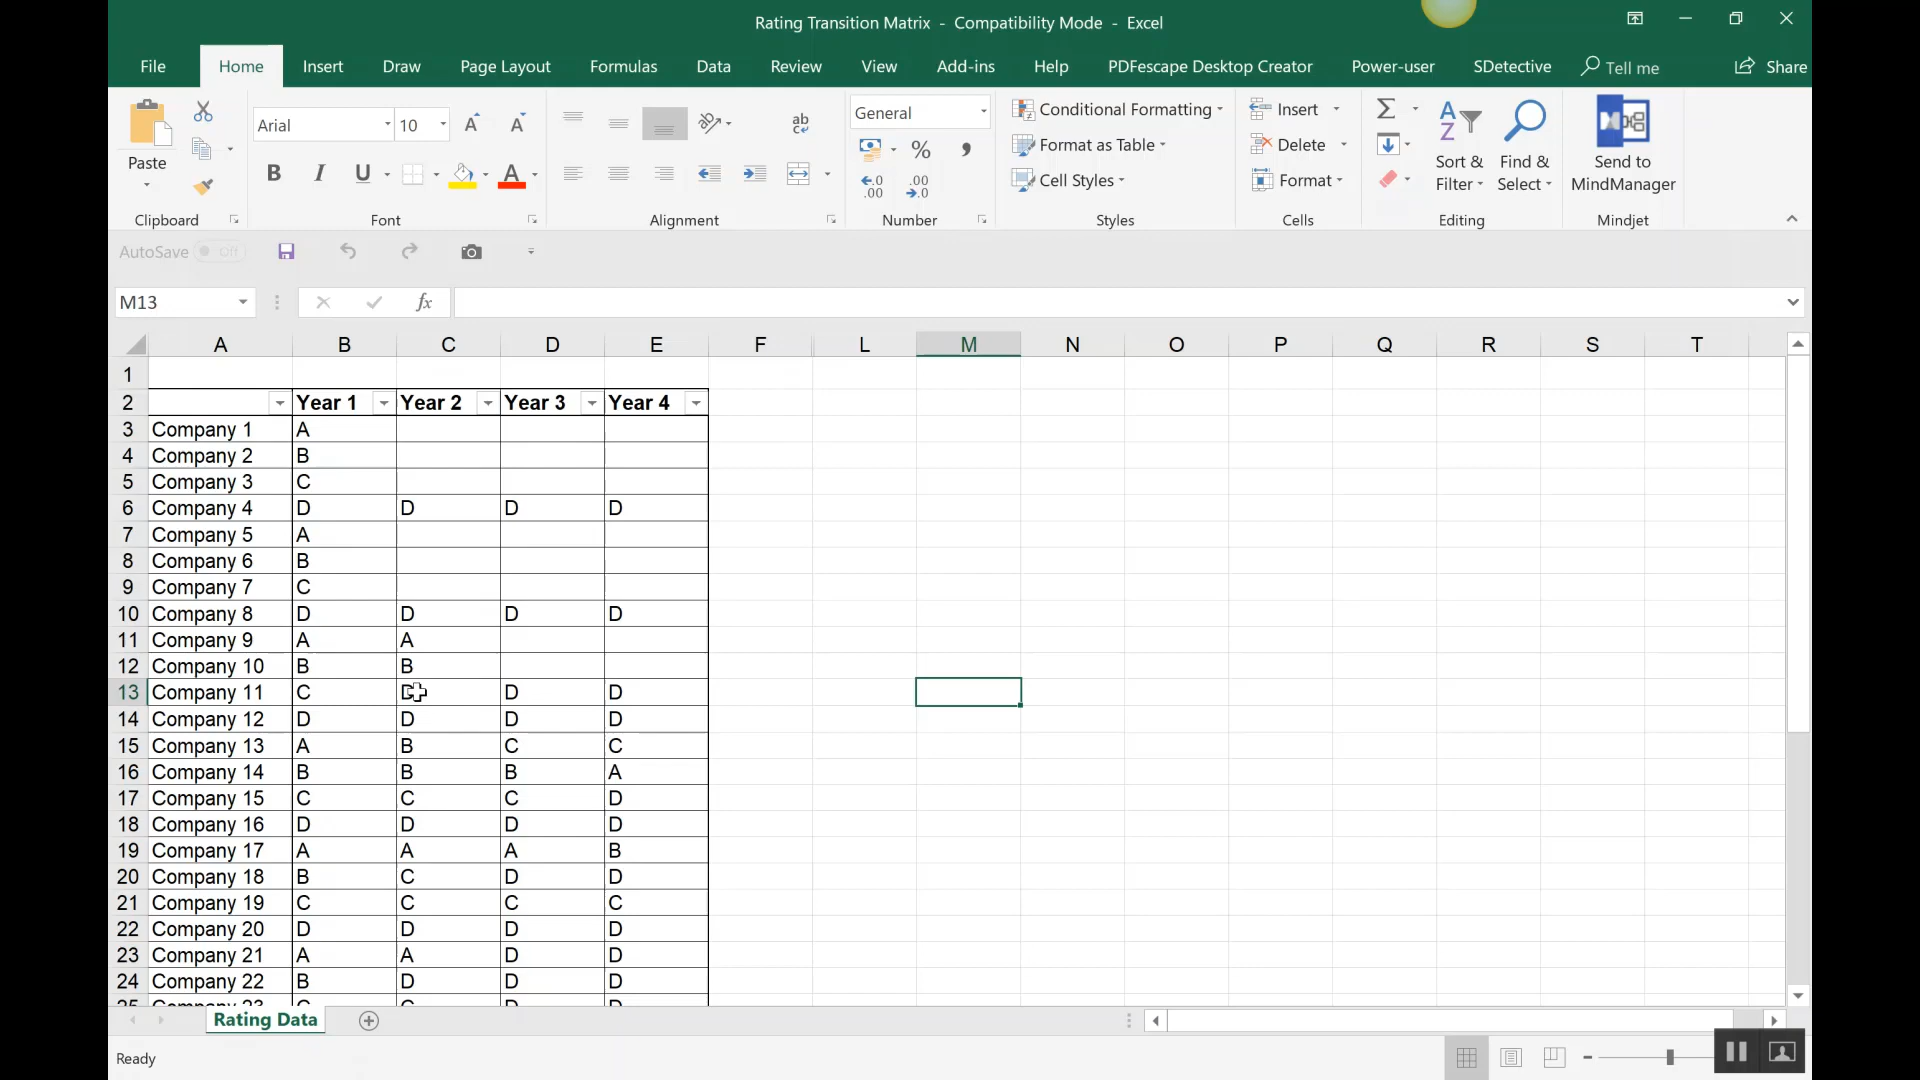 Rating Transition Matrix - Compatibility Mode - Excel
File Home Insert Draw Page Layout Formulas Data Review View Add-ins Help PDFescape Desktop Creator Power-user SDetective Tell me Share
Paste
Clipboard
Arial 10
B I U A
Font
ab
Alignment
General
% ,
Number
Conditional Formatting
Format as Table
Cell Styles
Styles
Insert
Delete
Format
Cells
Sort & Filter
Find & Select
Editing
Send to MindManager
Mindjet
AutoSave Off
M13 fx
A B C D E F L M N O P Q R S T
1
2 Year 1 Year 2 Year 3 Year 4
3 Company 1 A
4 Company 2 B
5 Company 3 C
6 Company 4 D D D D
7 Company 5 A
8 Company 6 B
9 Company 7 C
10 Company 8 D D D D
11 Company 9 A A
12 Company 10 B B
13 Company 11 C D D D
14 Company 12 D D D D
15 Company 13 A B C C
16 Company 14 B B B A
17 Company 15 C C C D
18 Company 16 D D D D
19 Company 17 A A A B
20 Company 18 B C D D
21 Company 19 C C C C
22 Company 20 D D D D
23 Company 21 A A D D
24 Company 22 B D D D
25 Company 23 C C D D
Rating Data
Ready